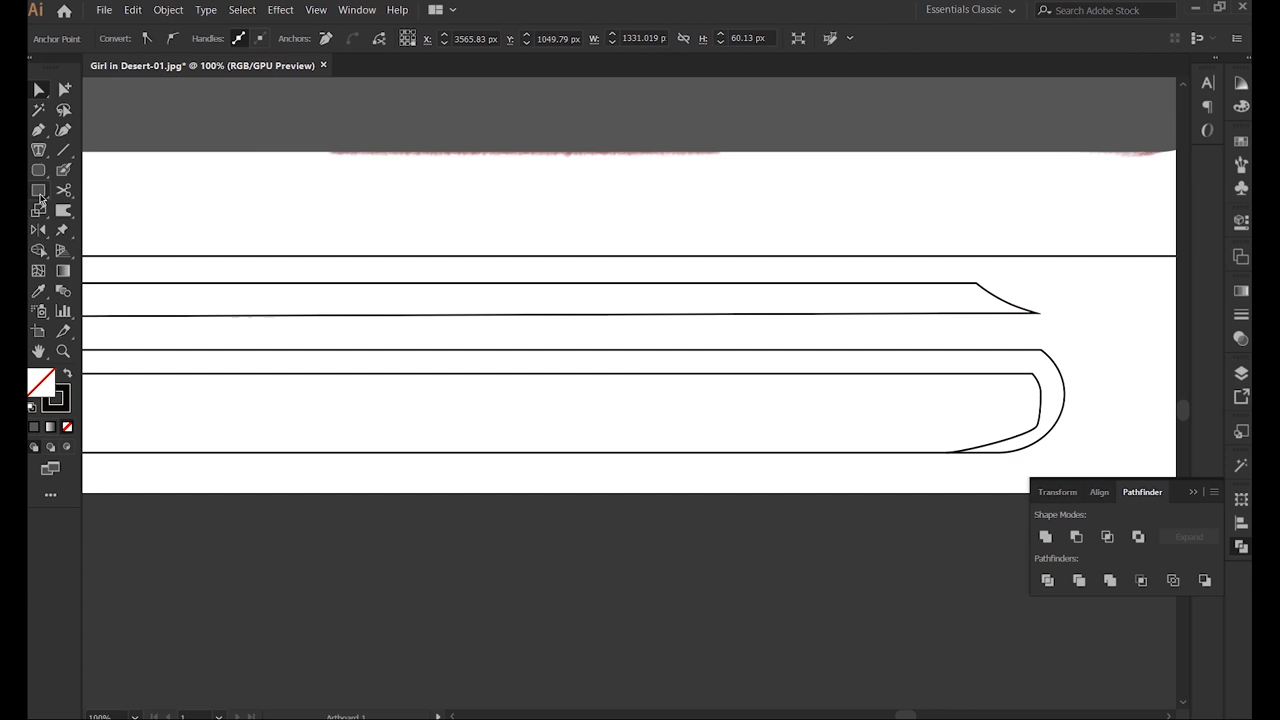 Ai File Edit Object Type Select Effect View Window Help Essentials Classic Search Adobe Stock
Anchor Point Convert: Handles: Anchors: X: 3565.83 px Y: 1049.79 px W: 1331.019 p H: 60.13 px
Girl in Desert-01.jpg* @ 100% (RGB/GPU Preview) ×
Transform Align Pathfinder
Shape Modes:
Expand
Pathfinders:
100% 1 Artboard 1